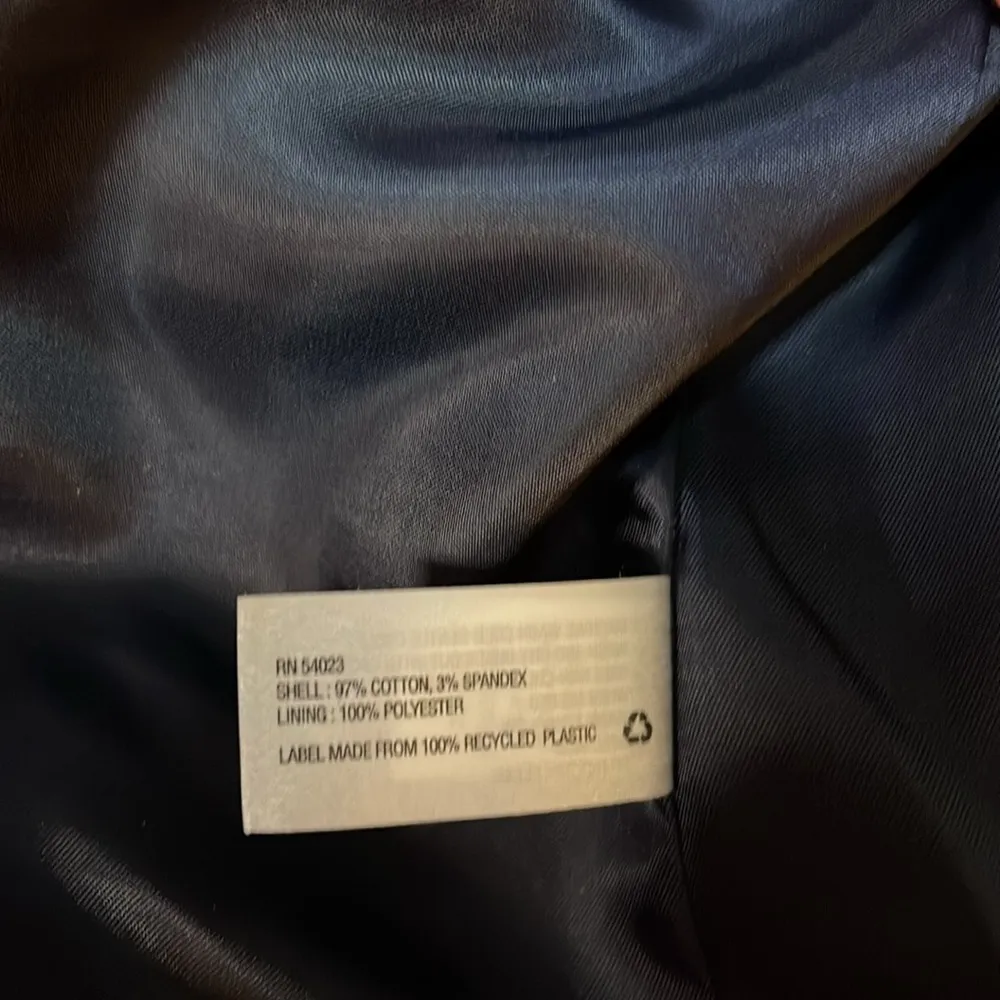 RN 54023
SHELL : 97% COTTON, 3% SPANDEX
LINING : 100% POLYESTER
LABEL MADE FROM 100% RECYCLED PLASTIC